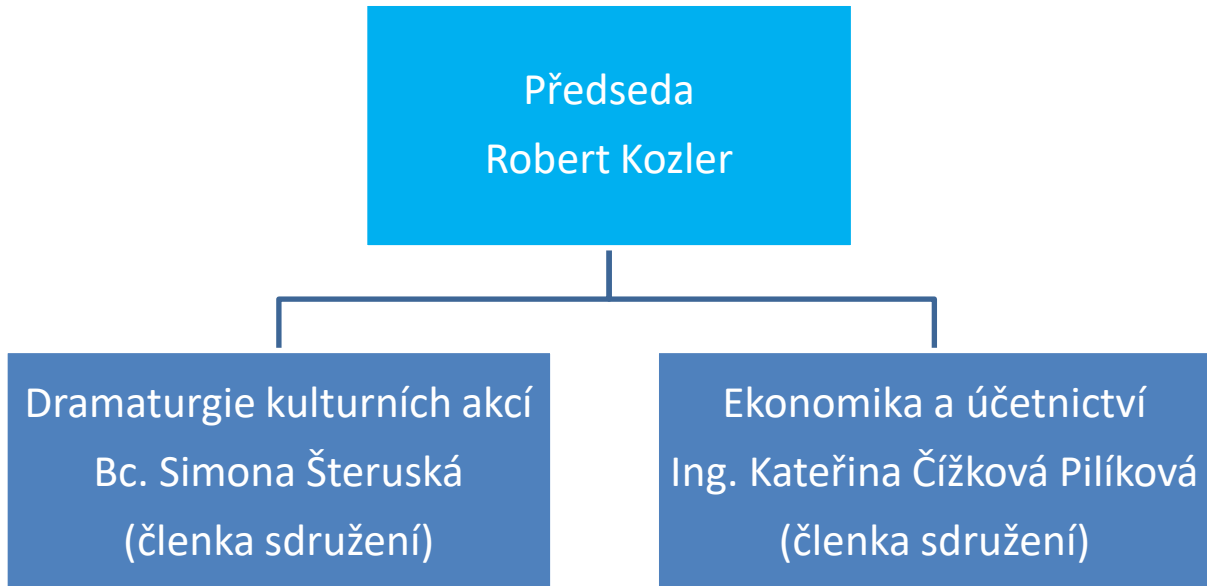 Předseda
Robert Kozler
Dramaturgie kulturních akcí
Bc. Simona Šteruská
(členka sdružení)
Ekonomika a účetnictví
Ing. Kateřina Čížková Pilíková
(členka sdružení)